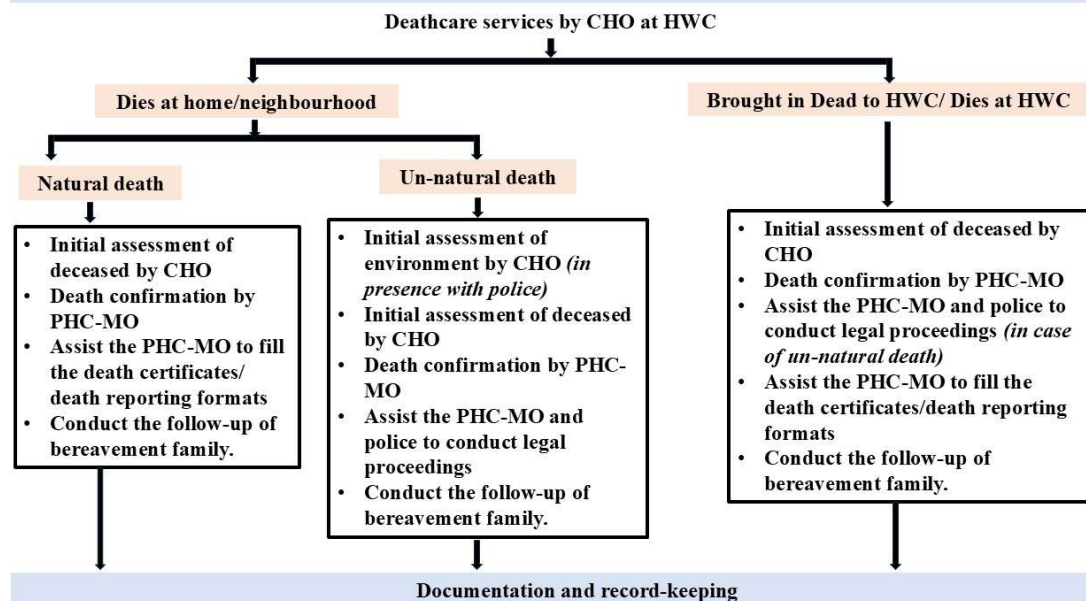 Deathcare services by CHO at HWC
Dies at home/neighbourhood
Brought in Dead to HWC/ Dies at HWC
Natural death
Un-natural death
• Initial assessment of
deceased by CHO
• Death confirmation by
PHC-MO
• Assist the PHC-MO to fill
the death certificates/
death reporting formats
• Conduct the follow-up of
bereavement family.
• Initial assessment of
environment by CHO (in
presence with police)
• Initial assessment of deceased
by CHO
• Death confirmation by PHC-
MO
• Assist the PHC-MO and
police to conduct legal
proceedings
• Conduct the follow-up of
bereavement family.
• Initial assessment of deceased by
CHO
• Death confirmation by PHC-MO
• Assist the PHC-MO and police to
conduct legal proceedings (in case
of un-natural death)
• Assist the PHC-MO to fill the
death certificates/death reporting
formats
• Conduct the follow-up of
bereavement family.
Documentation and record-keeping